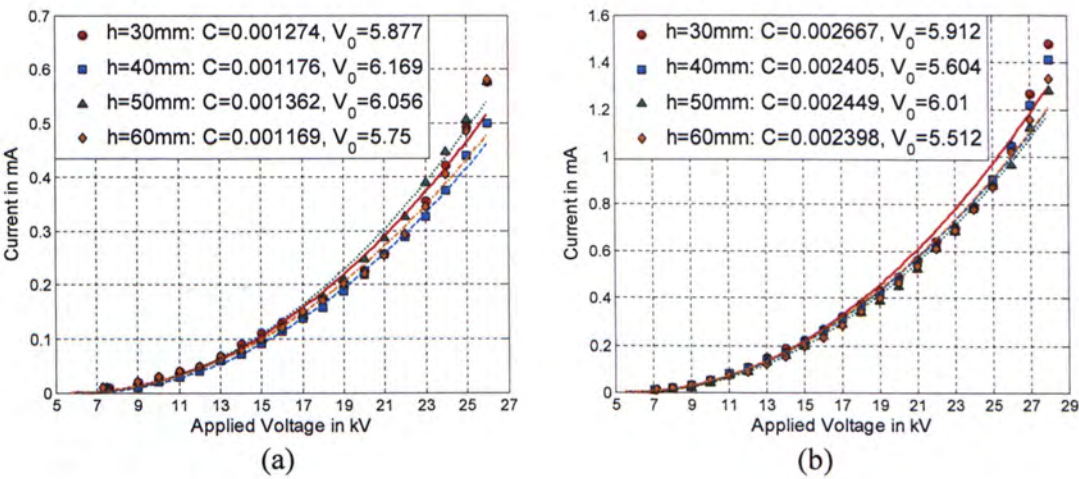 0.7
0.6
0.5
0.4
0.3
0.2
0.1
0
Current in mA
h=30mm: C=0.001274, V0=5.877
h=40mm: C=0.001176, V0=6.169
h=50mm: C=0.001362, V0=6.056
h=60mm: C=0.001169, V0=5.75
5 7 9 11 13 15 17 19 21 23 25 27
Applied Voltage in kV
(a)
1.6
1.4
1.2
1
0.8
0.6
0.4
0.2
0
Current in mA
h=30mm: C=0.002667, V0=5.912
h=40mm: C=0.002405, V0=5.604
h=50mm: C=0.002449, V0=6.01
h=60mm: C=0.002398, V0=5.512
5 7 9 11 13 15 17 19 21 23 25 27 29
Applied Voltage in kV
(b)